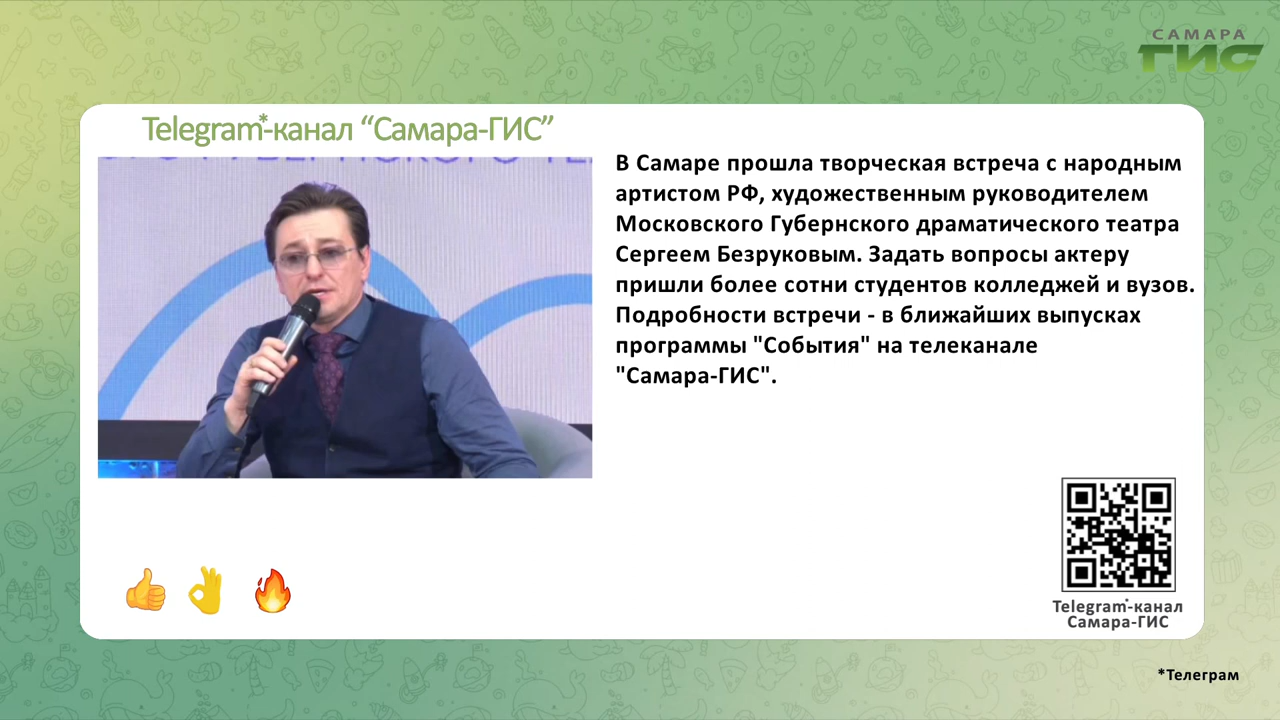 САМАРА
ГИС
Telegram*-канал “Самара-ГИС”
В Самаре прошла творческая встреча с народным
артистом РФ, художественным руководителем
Московского Губернского драматического театра
Сергеем Безруковым. Задать вопросы актеру
пришли более сотни студентов колледжей и вузов.
Подробности встречи - в ближайших выпусках
программы "События" на телеканале
"Самара-ГИС".
Telegram*-канал
Самара-ГИС
*Телеграм